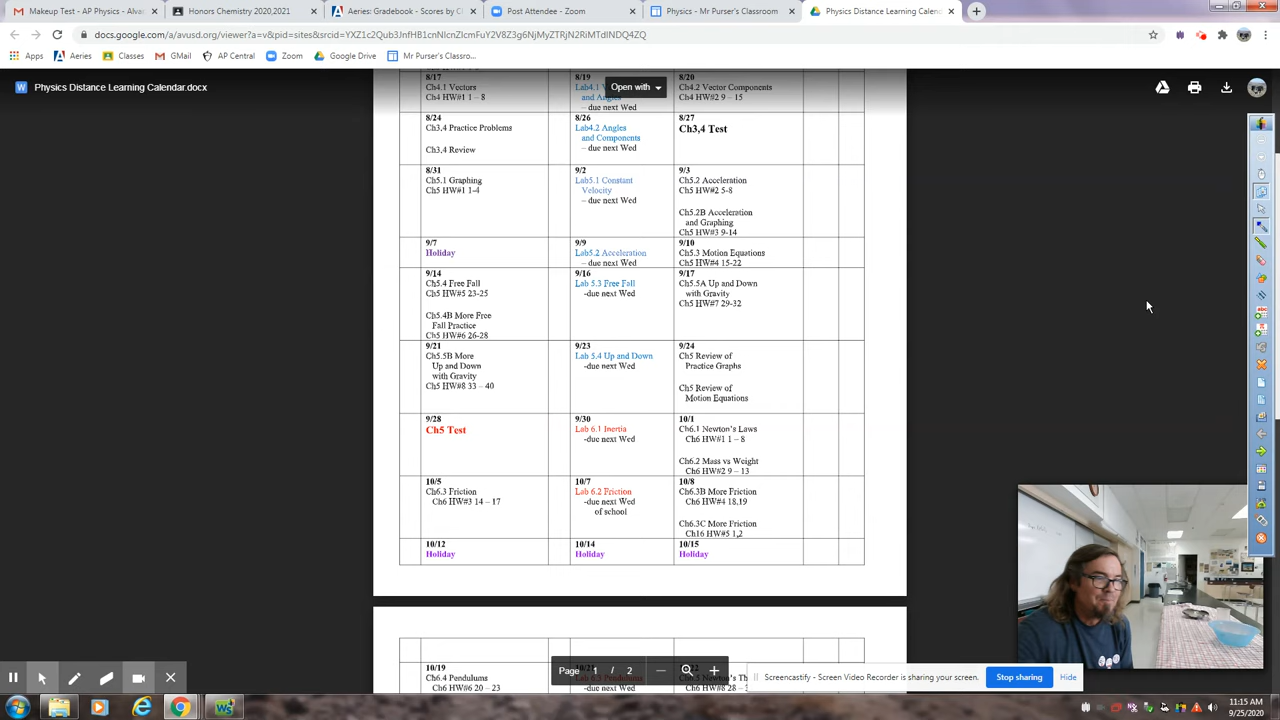 Makeup Test - AP Physics - Alva
Honors Chemistry 2020,2021
Aeries: Gradebook - Scores by C
Post Attendee - Zoom
Physics - Mr Purser's Classroom
Physics Distance Learning Calen
docs.google.com/a/avusd.org/viewer?a=v&pid=sites&srcid=YXZ1c2Qub3JnfHB1cnNlcnZlcmFyY2V8Z3g6NjMyZTRjN2RiMTdlNDQ4ZQ
Apps
Aeries
Classes
Gmail
AP Central
Zoom
Google Drive
Mr Purser's Classroom
Physics Distance Learning Calendar.docx
Open with
8/17
Ch4.1 Vectors
Ch4 HW#1 1 – 8
8/19
and Angles
– due next Wed
8/20
Ch4.2 Vector Components
Ch4 HW#2 9 – 15
8/24
Ch3,4 Practice Problems
Ch3,4 Review
8/26
Lab4.2 Angles
and Components
– due next Wed
8/27
Ch3,4 Test
8/31
Ch5.1 Graphing
Ch5 HW#1 1-4
9/2
Lab5.1 Constant
Velocity
– due next Wed
9/3
Ch5.2 Acceleration
Ch5 HW#2 5-8
Ch5.2B Acceleration
and Graphing
Ch5 HW#3 9-14
9/7
Holiday
9/9
Lab5.2 Acceleration
– due next Wed
9/10
Ch5.3 Motion Equations
Ch5 HW#4 15-22
9/14
Ch5.4 Free Fall
Ch5 HW#5 23-25
Ch5.4B More Free
Fall Practice
Ch5 HW#6 26-28
9/16
Lab 5.3 Free Fall
-due next Wed
9/17
Ch5.5A Up and Down
with Gravity
Ch5 HW#7 29-32
9/21
Ch5.5B More
Up and Down
with Gravity
Ch5 HW#8 33 – 40
9/23
Lab 5.4 Up and Down
-due next Wed
9/24
Ch5 Review of
Practice Graphs
Ch5 Review of
Motion Equations
9/28
Ch5 Test
9/30
Lab 6.1 Inertia
-due next Wed
10/1
Ch6.1 Newton's Laws
Ch6 HW#1 1 – 8
Ch6.2 Mass vs Weight
Ch6 HW#2 9 – 13
10/5
Ch6.3 Friction
Ch6 HW#3 14 – 17
10/7
Lab 6.2 Friction
-due next Wed
of school
10/8
Ch6.3B More Friction
Ch6 HW#4 18,19
Ch6.3C More Friction
Ch16 HW#5 1,2
10/12
Holiday
10/14
Holiday
10/15
Holiday
10/19
Ch6.4 Pendulums
Ch6 HW#6 20 – 23
-due next Wed
Ch6 HW#8 28 –
Page 1 / 2
Screencastify - Screen Video Recorder is sharing your screen.
Stop sharing
Hide
11:15 AM
9/25/2020